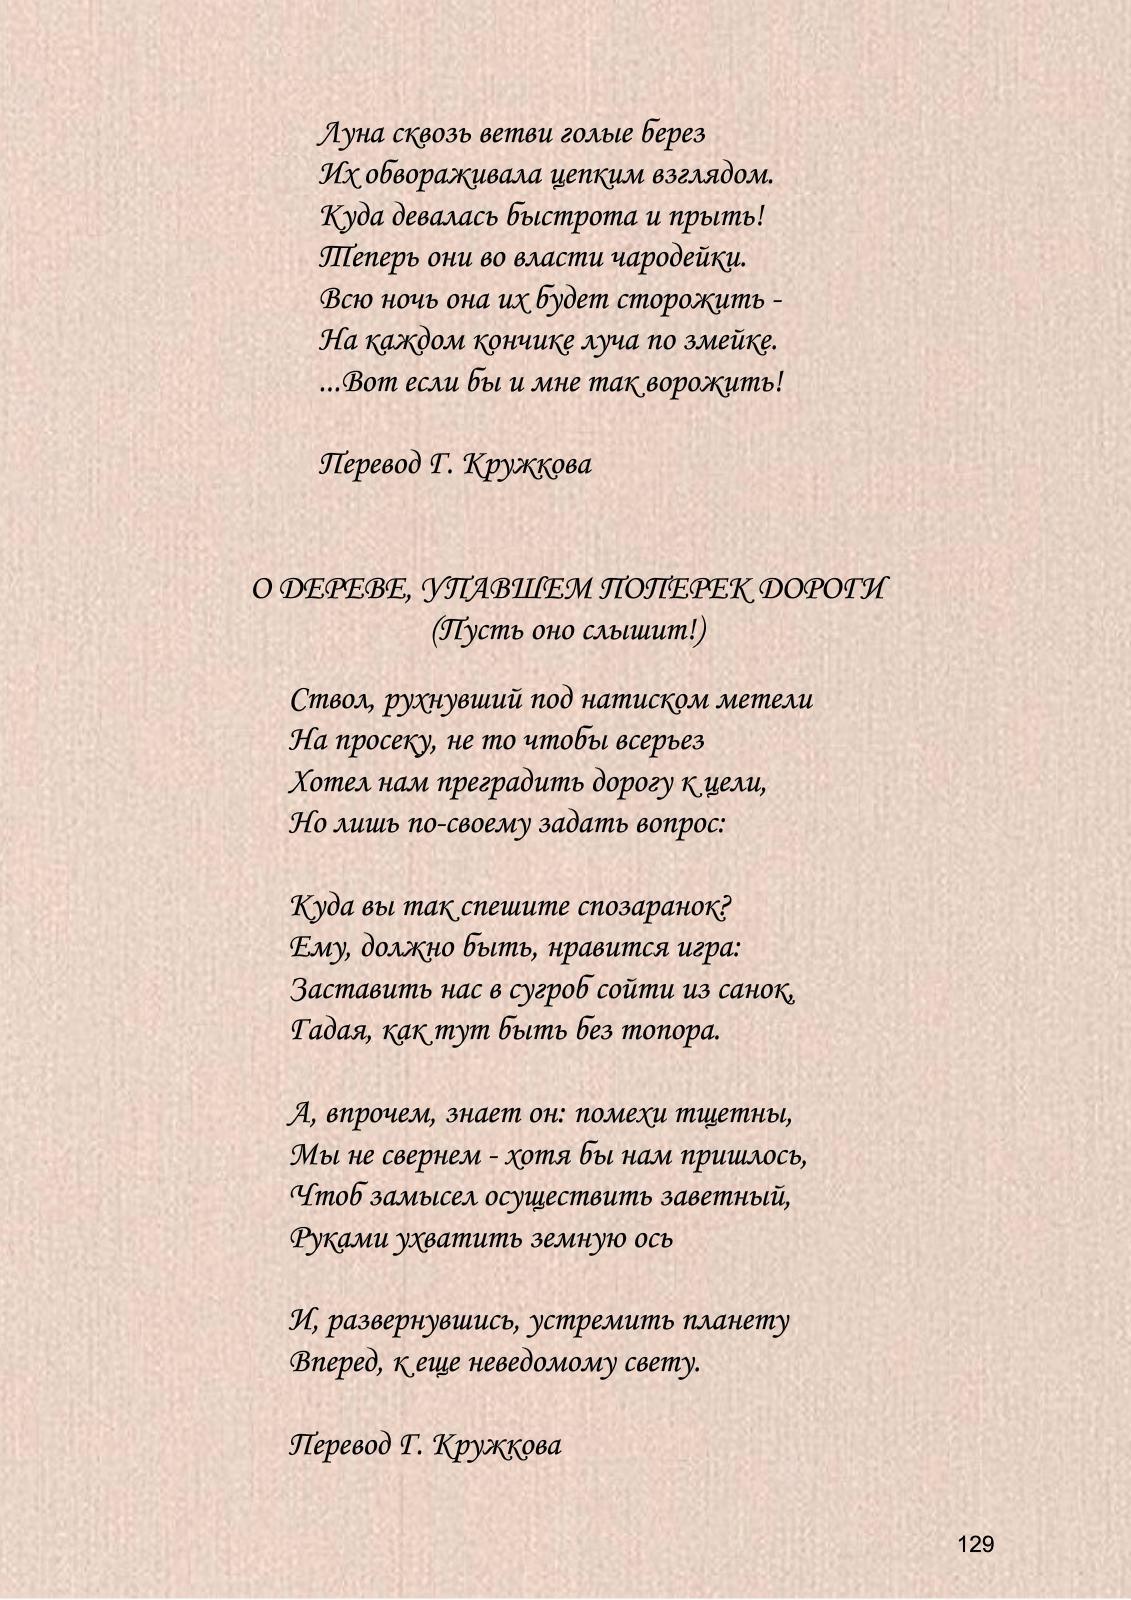 Луна сквозь ветви голые берез
Их обвораживала цепким взглядом.
Куда девалась быстрота и прыть!
Теперь они во власти чародейки.
Всю ночь она их будет сторожить -
На каждом кончике луча по змейке.
...Вот если бы и мне так ворожить!
Перевод Г. Кружкова
О ДЕРЕВЕ, УПАВШЕМ ПОПЕРЕК ДОРОГИ
(Пусть оно слышит!)
Ствол, рухнувший под натиском метели
На просеку, не то чтобы всерьез
Хотел нам преградить дорогу к цели,
Но лишь по-своему задать вопрос:
Куда вы так спешите спозаранок?
Ему, должно быть, нравится игра:
Заставить нас в сугроб сойти из санок,
Гадая, как тут быть без топора.
А, впрочем, знает он: помехи тщетны,
Мы не свернем - хотя бы нам пришлось,
Чтоб замысел осуществить заветный,
Руками ухватить земную ось
И, развернувшись, устремить планету
Вперед, к еще неведомому свету.
Перевод Г. Кружкова
129